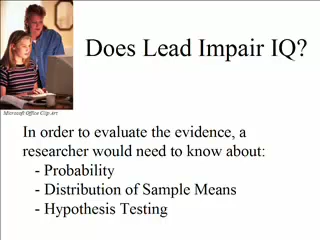 Does Lead Impair IQ?
Microsoft Office Clip Art
In order to evaluate the evidence, a
researcher would need to know about:
- Probability
- Distribution of Sample Means
- Hypothesis Testing